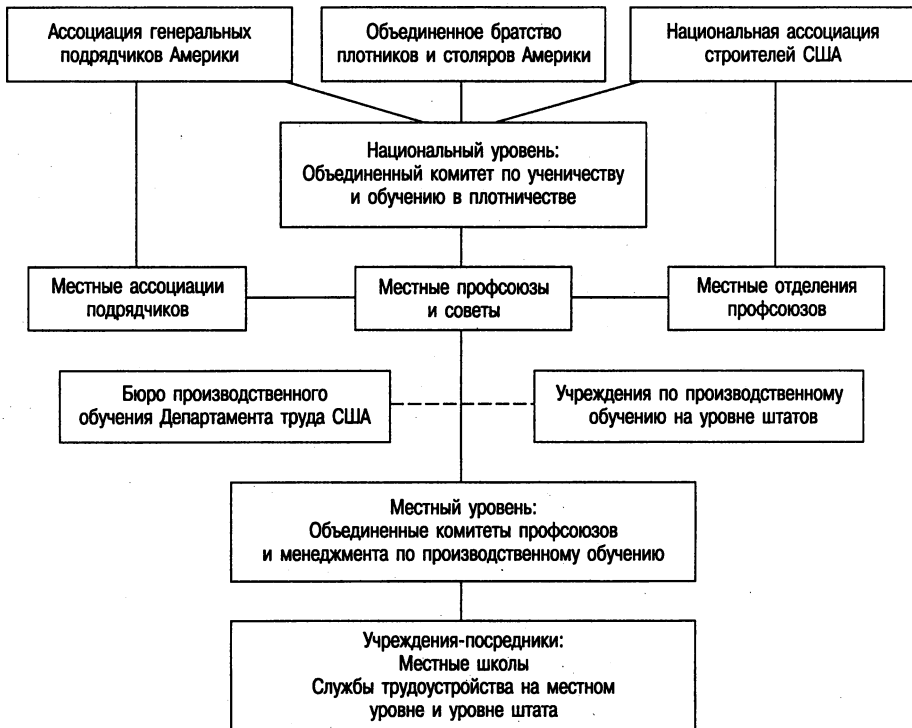 Ассоциация генеральных
подрядчиков Америки
Объединенное братство
плотников и столяров Америки
Национальная ассоциация
строителей США
Национальный уровень:
Объединенный комитет по ученичеству
и обучению в плотничестве
Местные ассоциации
подрядчиков
Местные профсоюзы
и советы
Местные отделения
профсоюзов
Бюро производственного
обучения Департамента труда США
Учреждения по производственному
обучению на уровне штатов
Местный уровень:
Объединенные комитеты профсоюзов
и менеджмента по производственному обучению
Учреждения-посредники:
Местные школы
Службы трудоустройства на местном
уровне и уровне штата